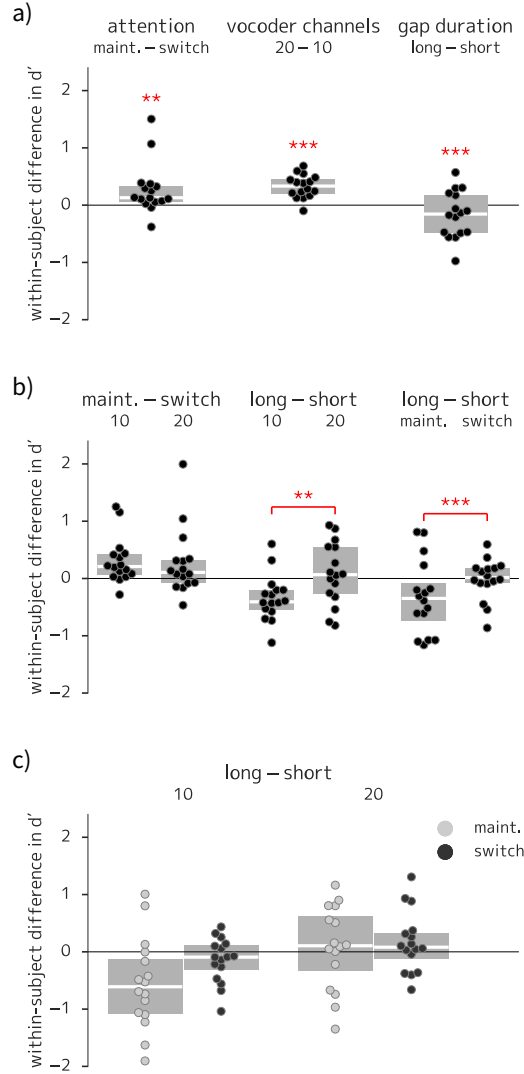 a)
attention vocoder channels gap duration
maint. – switch 20 – 10 long – short
within-subject difference in d′
2
1
0
−1
−2
** *** ***
b)
maint. – switch long – short long – short
10 20 10 20 maint. switch
within-subject difference in d′
2
1
0
−1
−2
** ***
c)
long – short
10 20
within-subject difference in d′
2
1
0
−1
−2
maint.
switch